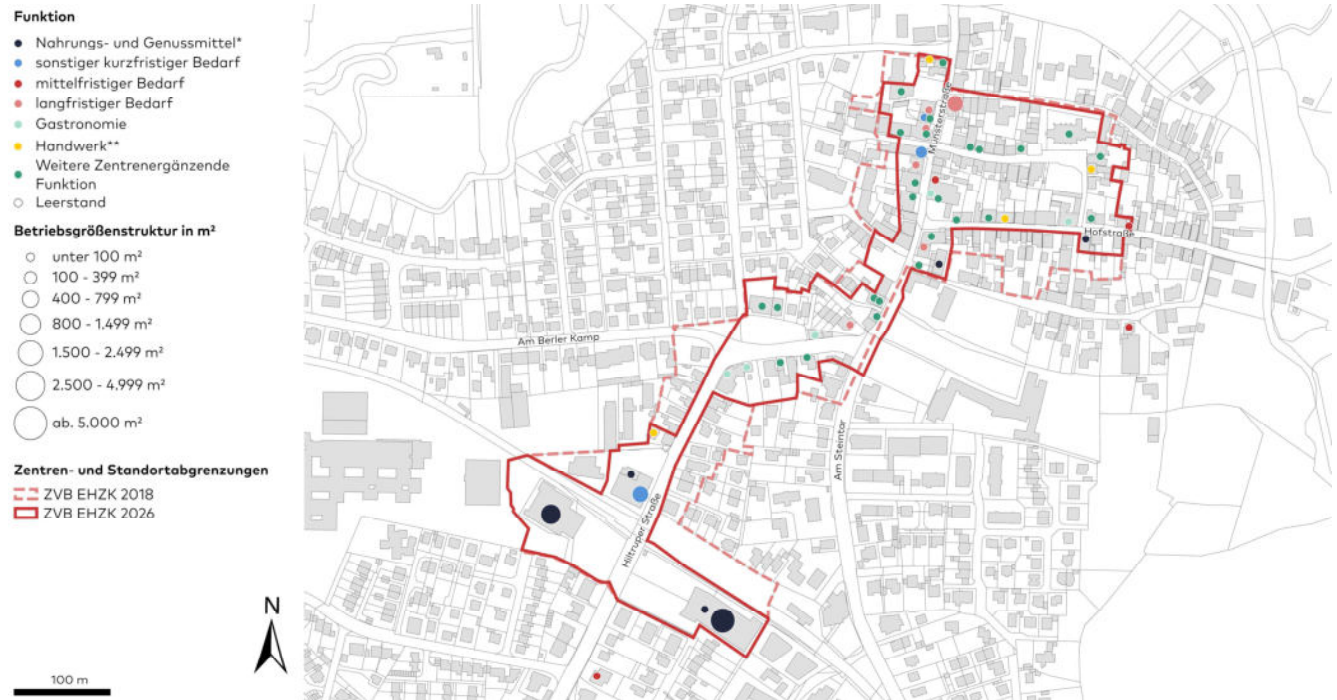 Funktion
Nahrungs- und Genussmittel*
sonstiger kurzfristiger Bedarf
mittelfristiger Bedarf
langfristiger Bedarf
Gastronomie
Handwerk**
Weitere Zentrenergänzende
Funktion
Leerstand
Betriebsgrößenstruktur in m²
unter 100 m²
100 - 399 m²
400 - 799 m²
800 - 1.499 m²
1.500 - 2.499 m²
2.500 - 4.999 m²
ab. 5.000 m²
Zentren- und Standortabgrenzungen
ZVB EHZK 2018
ZVB EHZK 2026
N
100 m
Münsterstraße
Hofstraße
Am Berler Kamp
Am Steintor
Hiltruper Straße